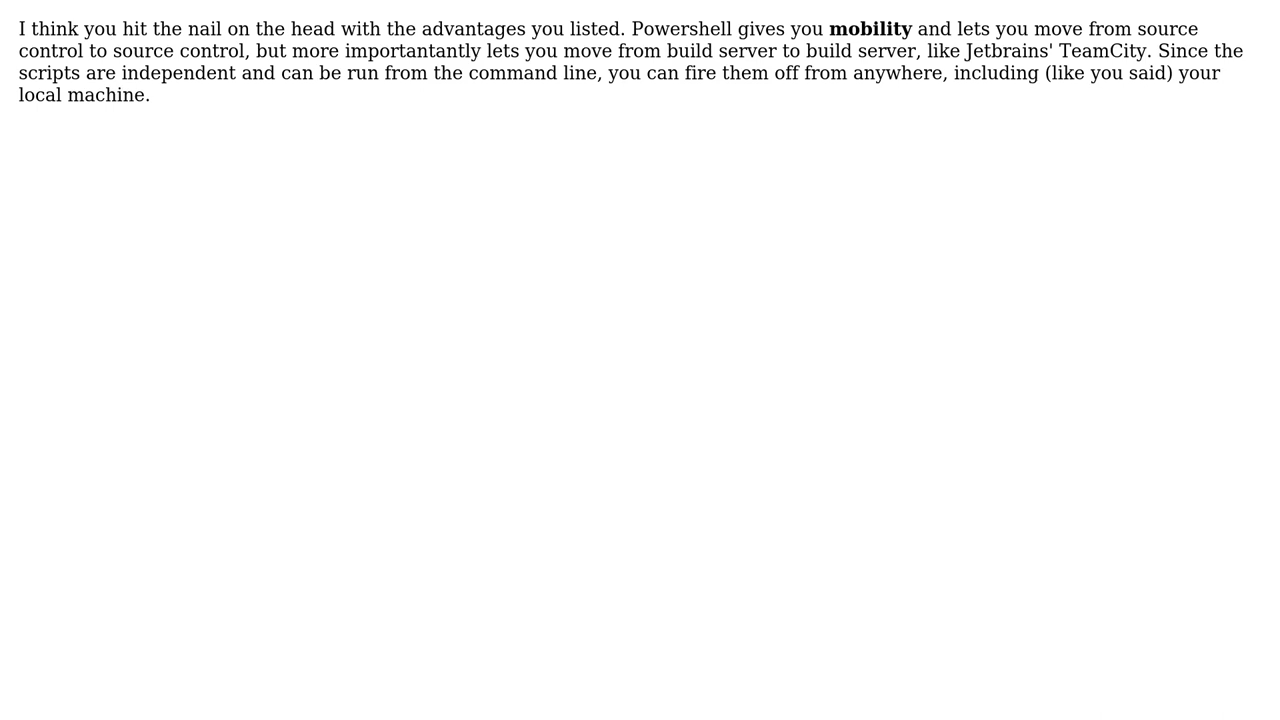 I think you hit the nail on the head with the advantages you listed. Powershell gives you mobility and lets you move from source
control to source control, but more importantantly lets you move from build server to build server, like Jetbrains' TeamCity. Since the
scripts are independent and can be run from the command line, you can fire them off from anywhere, including (like you said) your
local machine.